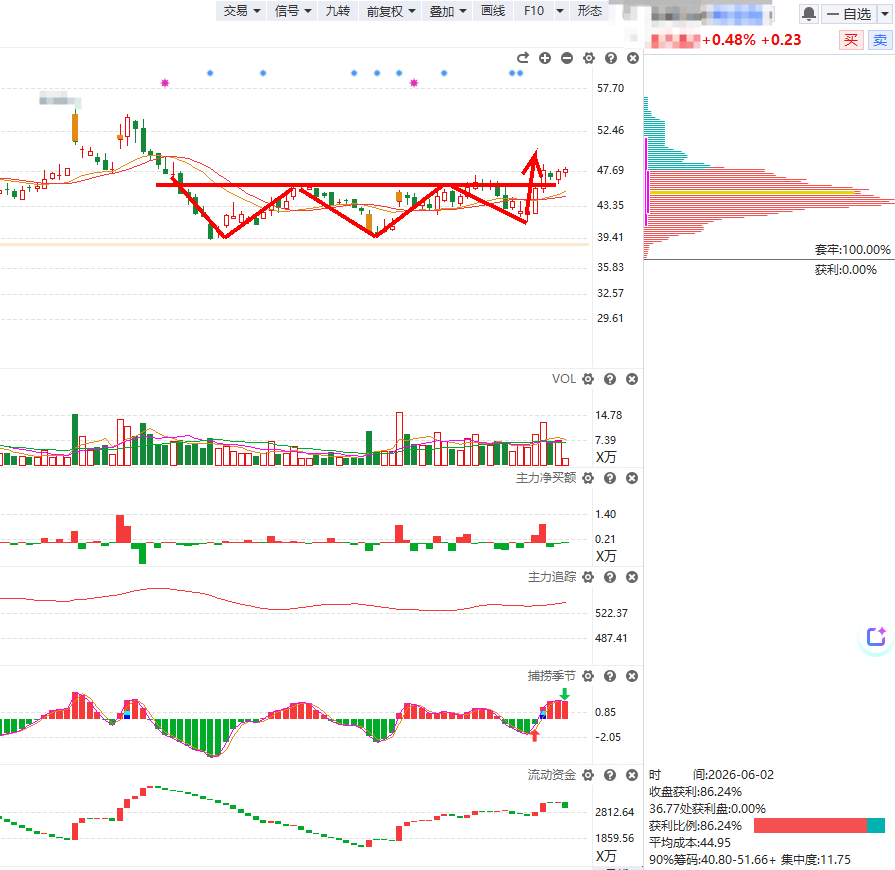 交易 信号 九转 前复权 叠加 画线 F10 形态
自选
+0.48% +0.23
买 卖
57.70
52.46
47.69
43.35
39.41
35.83
32.57
29.61
套牢:100.00%
获利:0.00%
VOL
14.78
7.39
X万
主力净买额
1.40
0.21
X万
主力追踪
522.37
487.41
捕捞季节
0.85
-2.05
流动资金
2812.64
1859.56
X万
时 间:2026-06-02
收盘获利:86.24%
36.77处获利盘:0.00%
获利比例:86.24%
平均成本:44.95
90%筹码:40.80-51.66+ 集中度:11.75